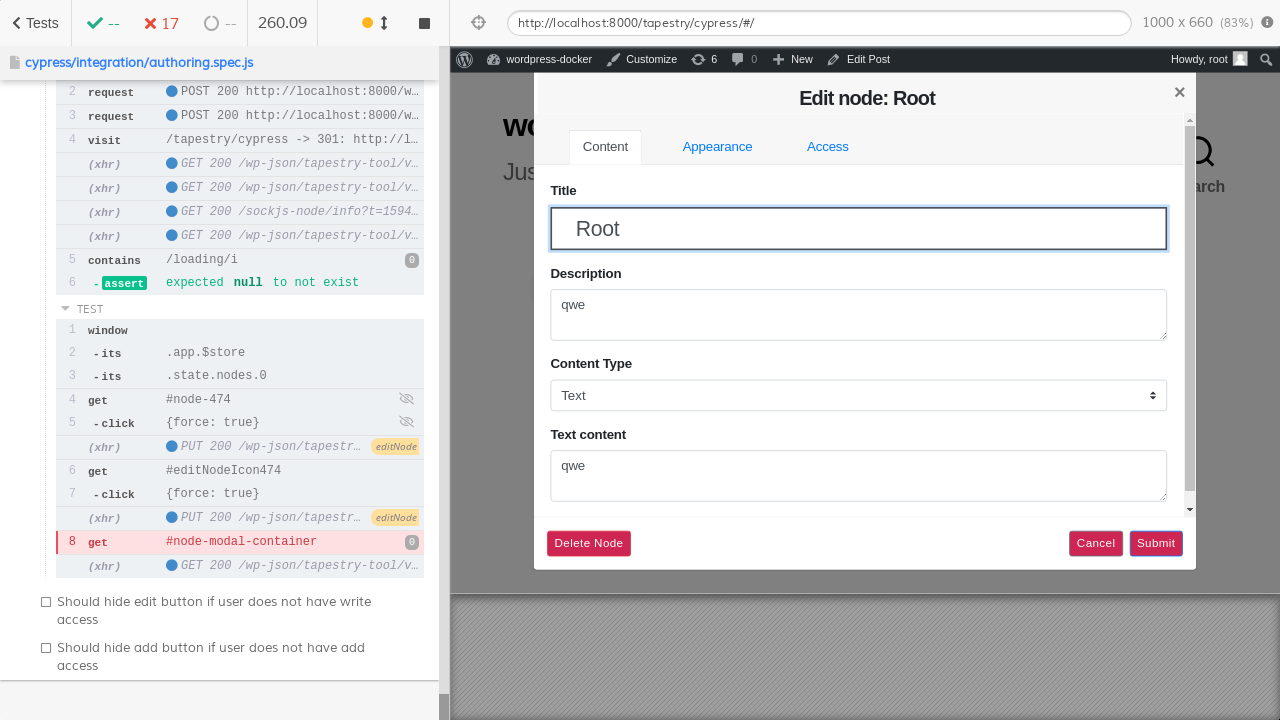 Tests
--
17
--
260.09
http://localhost:8000/tapestry/cypress/#/
1000 x 660 (83%)
cypress/integration/authoring.spec.js
2 request POST 200 http://localhost:8000/w...
3 request POST 200 http://localhost:8000/w...
4 visit /tapestry/cypress -> 301: http://l...
(xhr) GET 200 /wp-json/tapestry-tool/v...
(xhr) GET 200 /wp-json/tapestry-tool/v...
(xhr) GET 200 /sockjs-node/info?t=1594...
(xhr) GET 200 /wp-json/tapestry-tool/v...
5 contains /loading/i 0
6 - assert expected null to not exist
TEST
1 window
2 - its .app.$store
3 - its .state.nodes.0
4 get #node-474
5 - click {force: true}
(xhr) PUT 200 /wp-json/tapestr... editNode
6 get #editNodeIcon474
7 - click {force: true}
(xhr) PUT 200 /wp-json/tapestr... editNode
8 get #node-modal-container 0
(xhr) GET 200 /wp-json/tapestry-tool/v...
Should hide edit button if user does not have write
access
Should hide add button if user does not have add
access
wordpress-docker
Customize
6
0
New
Edit Post
Howdy, root
wo
Jus
arch
Edit node: Root
×
Content
Appearance
Access
Title
Root
Description
qwe
Content Type
Text
Text content
qwe
Delete Node
Cancel
Submit